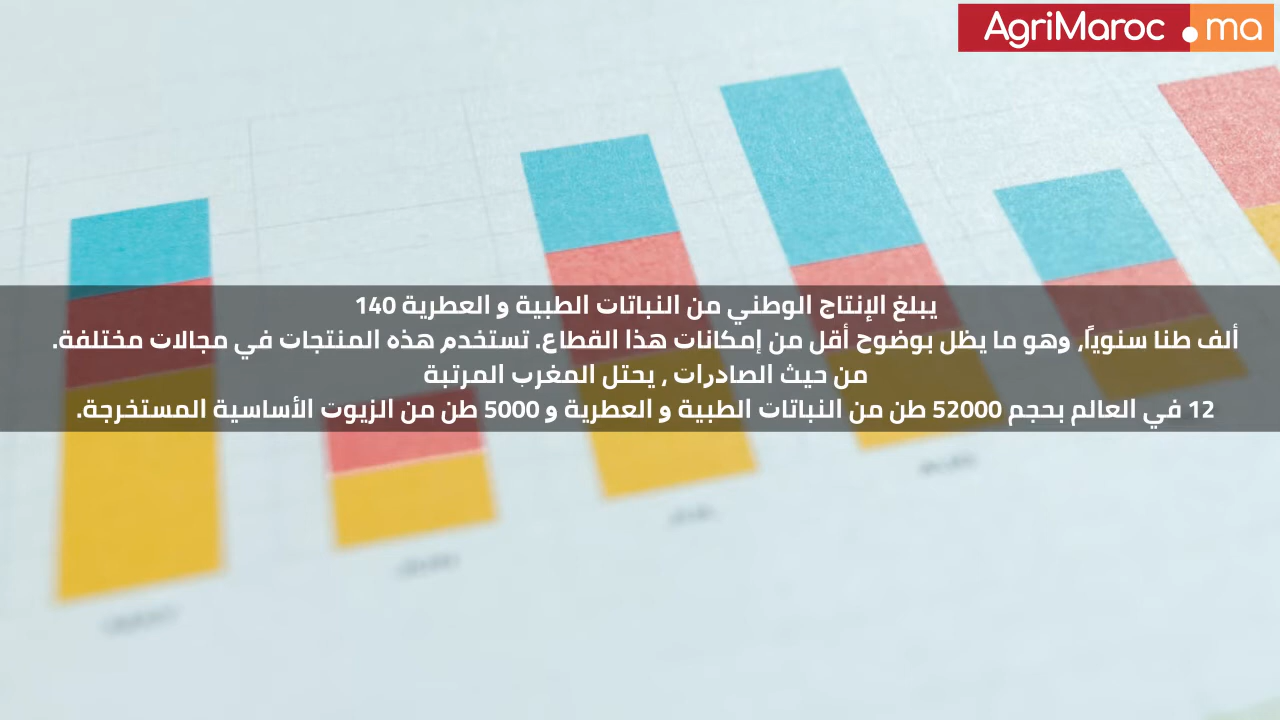 AgriMaroc.ma
يبلغ الإنتاج الوطني من النباتات الطبية و العطرية 140
ألف طنا سنوياً، وهو ما يظل بوضوح أقل من إمكانات هذا القطاع. تستخدم هذه المنتجات في مجالات مختلفة.
من حيث الصادرات ، يحتل المغرب المرتبة
12 في العالم بحجم 52000 طن من النباتات الطبية و العطرية و 5000 طن من الزيوت الأساسية المستخرجة.